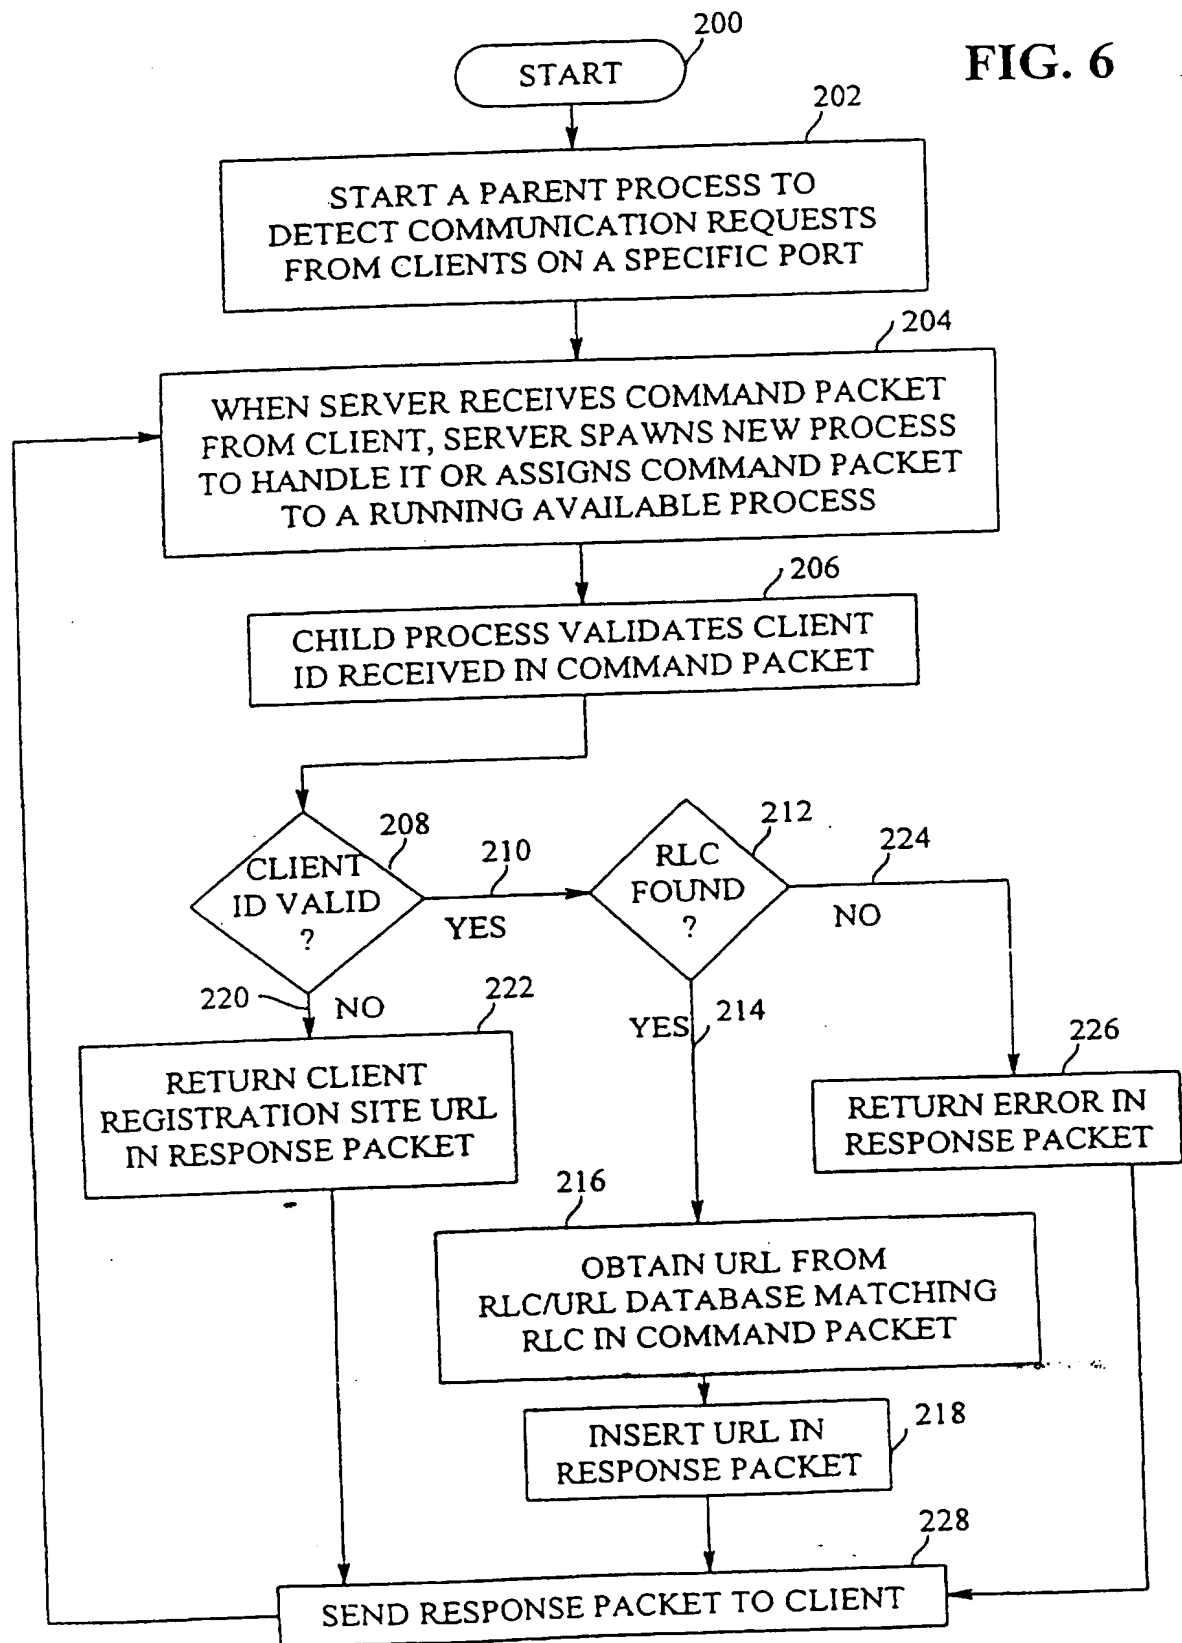 FIG. 6
200
START
202
START A PARENT PROCESS TO
DETECT COMMUNICATION REQUESTS
FROM CLIENTS ON A SPECIFIC PORT
204
WHEN SERVER RECEIVES COMMAND PACKET
FROM CLIENT, SERVER SPAWNS NEW PROCESS
TO HANDLE IT OR ASSIGNS COMMAND PACKET
TO A RUNNING AVAILABLE PROCESS
206
CHILD PROCESS VALIDATES CLIENT
ID RECEIVED IN COMMAND PACKET
208
CLIENT
ID VALID
?
210
YES
212
RLC
FOUND
?
224
NO
220
NO
222
RETURN CLIENT
REGISTRATION SITE URL
IN RESPONSE PACKET
YES
214
226
RETURN ERROR IN
RESPONSE PACKET
216
OBTAIN URL FROM
RLC/URL DATABASE MATCHING
RLC IN COMMAND PACKET
218
INSERT URL IN
RESPONSE PACKET
228
SEND RESPONSE PACKET TO CLIENT